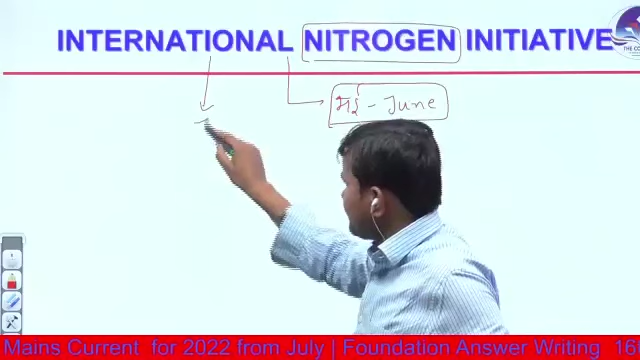 INTERNATIONAL NITROGEN INITIATIVE
मई - June
Mains Current for 2022 from July | Foundation Answer Writing 16